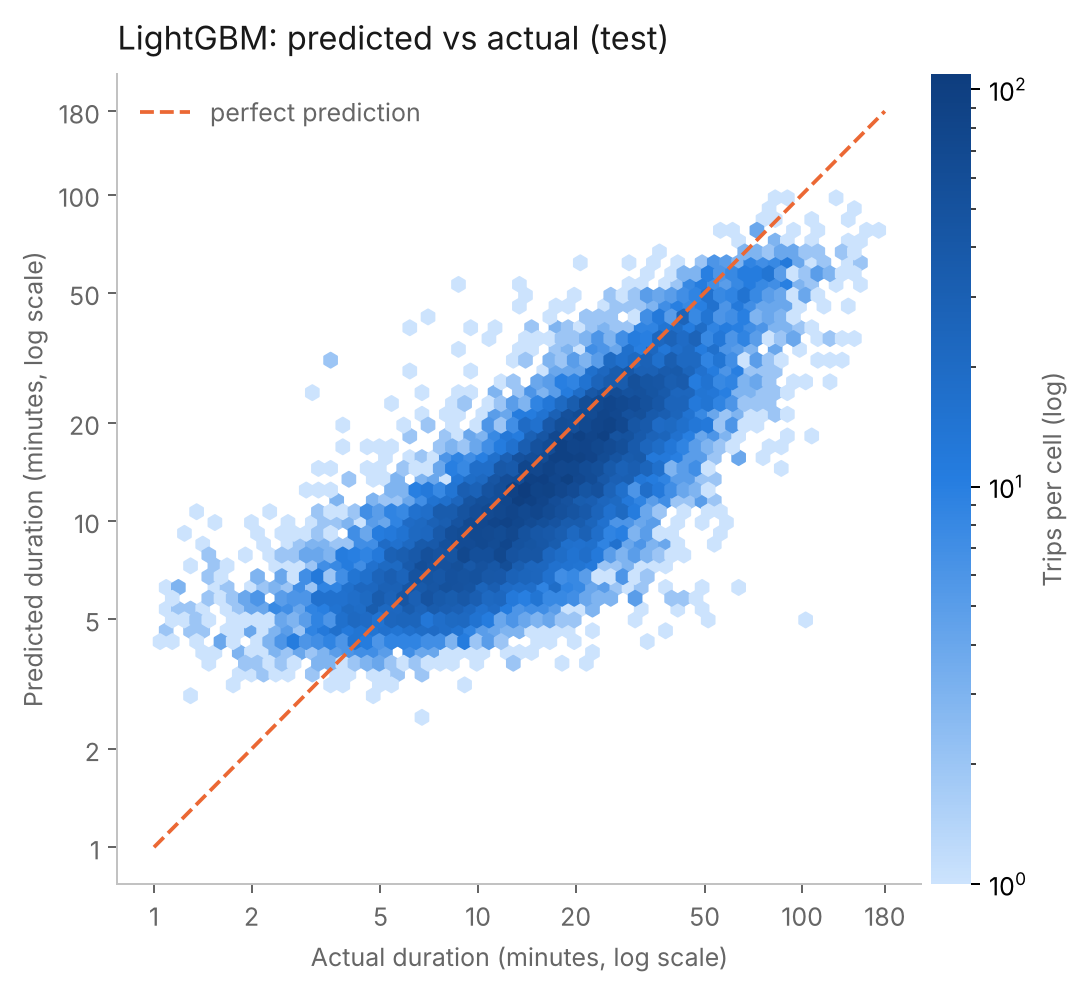 LightGBM: predicted vs actual (test)
perfect prediction
180
100
50
20
10
5
2
1
Predicted duration (minutes, log scale)
1 2 5 10 20 50 100 180
Actual duration (minutes, log scale)
10²
10¹
10⁰
Trips per cell (log)